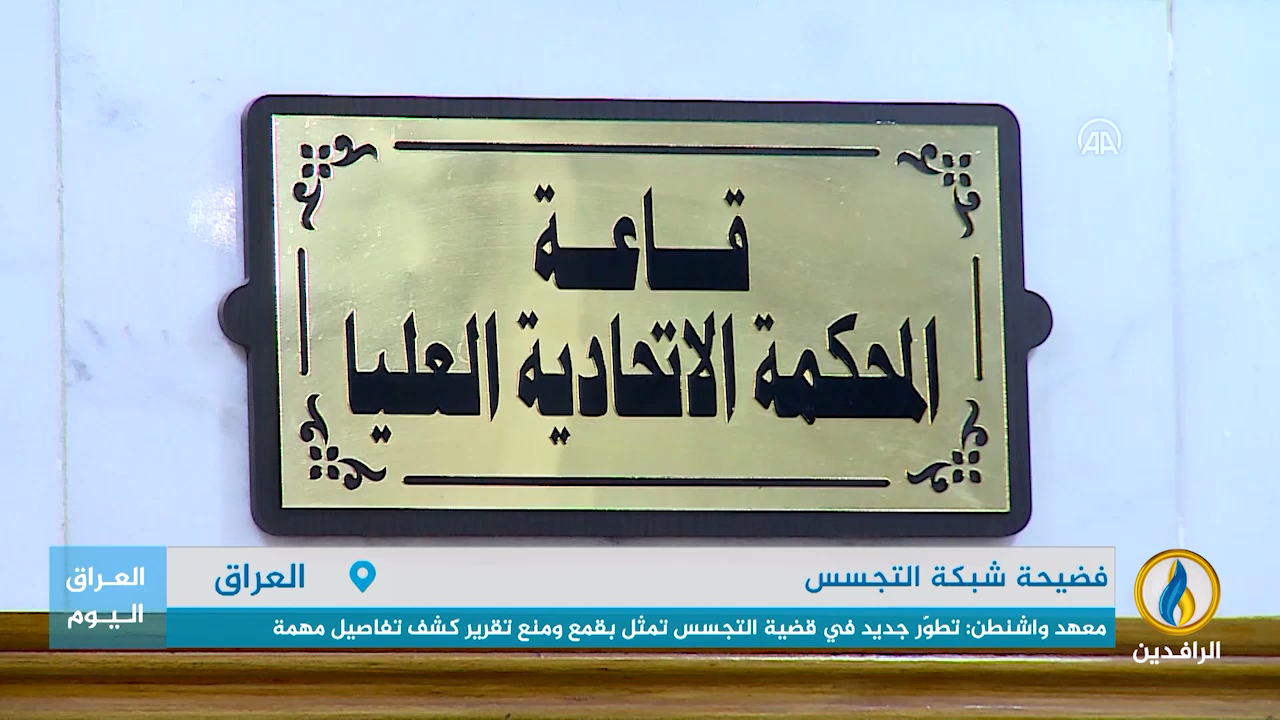 AA
قاعة
المحكمة الاتحادية العليا
فضيحة شبكة التجسس
العراق
العراق
اليوم
معهد واشنطن: تطوّر جديد في قضية التجسس تمثل بقمع ومنع تقرير كشف تفاصيل مهمة
الرافدين